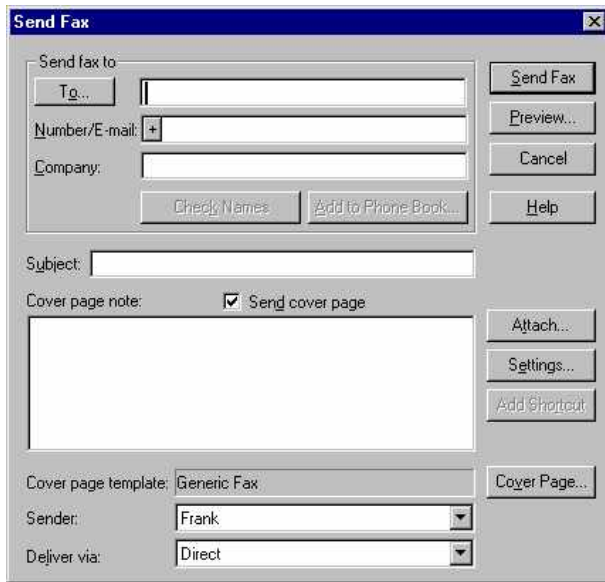 Send Fax
Send fax to
To...
Send Fax
Number/E-mail: +
Preview...
Company:
Cancel
Check Names Add to Phone Book...
Help
Subject:
Cover page note: Send cover page
Attach...
Settings...
Add Shortcut
Cover page template: Generic Fax
Cover Page...
Sender: Frank
Deliver via: Direct